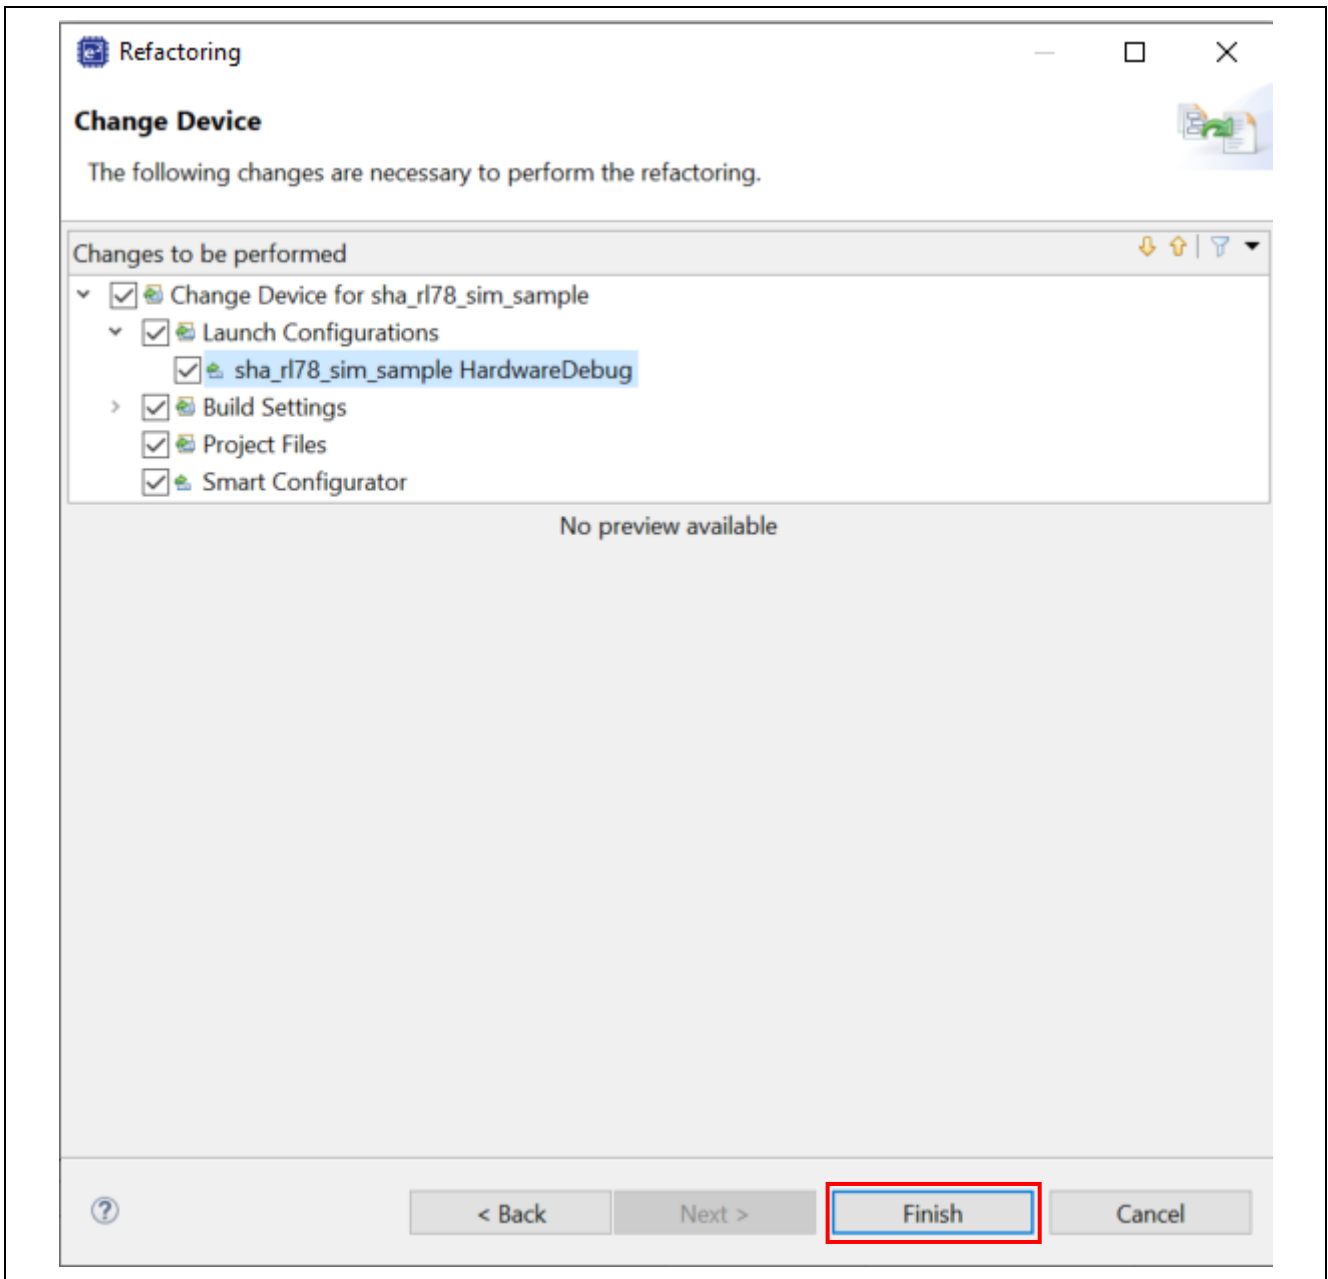 Refactoring
Change Device
The following changes are necessary to perform the refactoring.
Changes to be performed
Change Device for sha_rl78_sim_sample
Launch Configurations
sha_rl78_sim_sample HardwareDebug
Build Settings
Project Files
Smart Configurator
No preview available
< Back Next > Finish Cancel